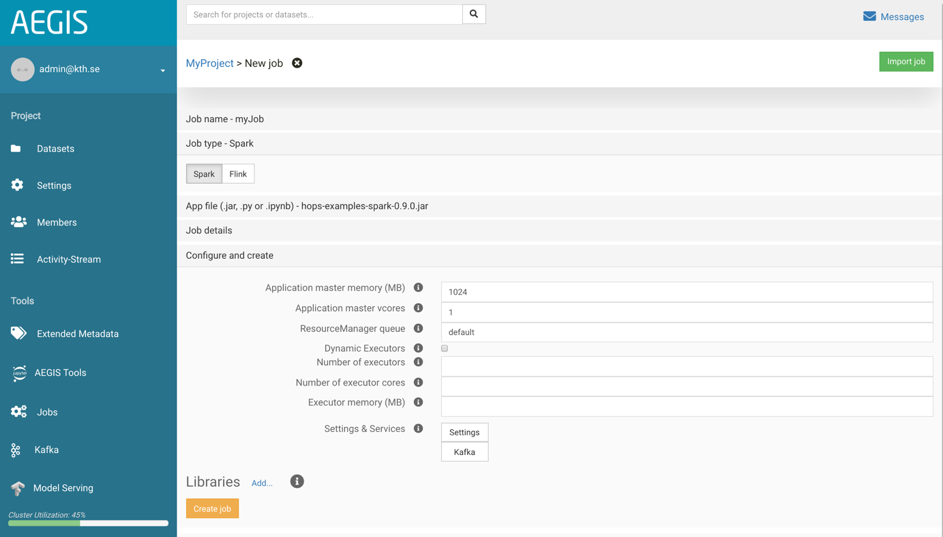 AEGIS
Search for projects or datasets...
Messages
admin@kth.se
MyProject > New job
Import job
Project
Datasets
Settings
Members
Activity-Stream
Tools
Extended Metadata
AEGIS Tools
Jobs
Kafka
Model Serving
Cluster Utilization: 45%
Job name - myJob
Job type - Spark
Spark Flink
App file (.jar, .py or .ipynb) - hops-examples-spark-0.9.0.jar
Job details
Configure and create
Application master memory (MB) 1024
Application master vcores 1
ResourceManager queue default
Dynamic Executors
Number of executors
Number of executor cores
Executor memory (MB)
Settings & Services Settings
Kafka
Libraries Add...
Create job